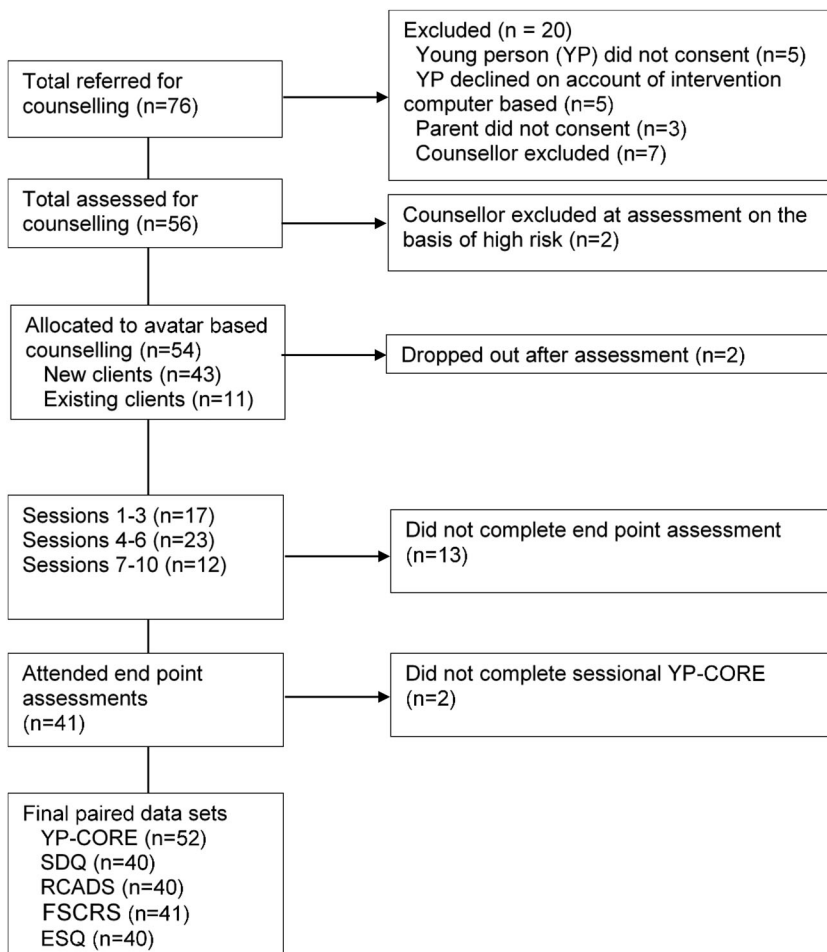 Total referred for
counselling (n=76)
Excluded (n = 20)
Young person (YP) did not consent (n=5)
YP declined on account of intervention
computer based (n=5)
Parent did not consent (n=3)
Counsellor excluded (n=7)
Total assessed for
counselling (n=56)
Counsellor excluded at assessment on the
basis of high risk (n=2)
Allocated to avatar based
counselling (n=54)
New clients (n=43)
Existing clients (n=11)
Dropped out after assessment (n=2)
Sessions 1-3 (n=17)
Sessions 4-6 (n=23)
Sessions 7-10 (n=12)
Did not complete end point assessment
(n=13)
Attended end point
assessments
(n=41)
Did not complete sessional YP-CORE
(n=2)
Final paired data sets
YP-CORE (n=52)
SDQ (n=40)
RCADS (n=40)
FSCRS (n=41)
ESQ (n=40)